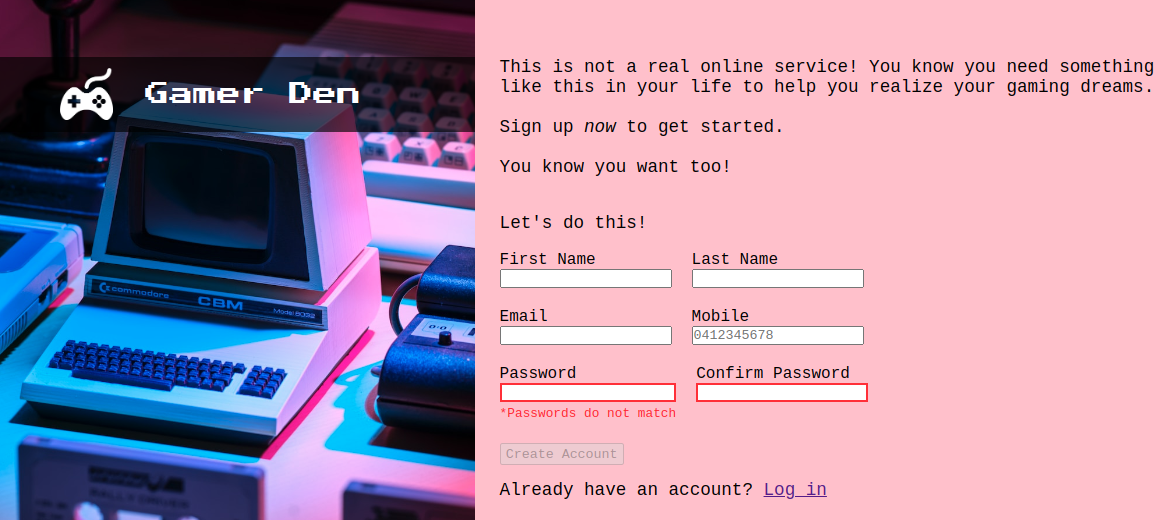 Gamer Den
This is not a real online service! You know you need something
like this in your life to help you realize your gaming dreams.
Sign up now to get started.
You know you want too!
Let's do this!
First Name
Last Name
Email
Mobile
0412345678
Password
Confirm Password
*Passwords do not match
Create Account
Already have an account? Log in
commodore
CBM
Model 8032